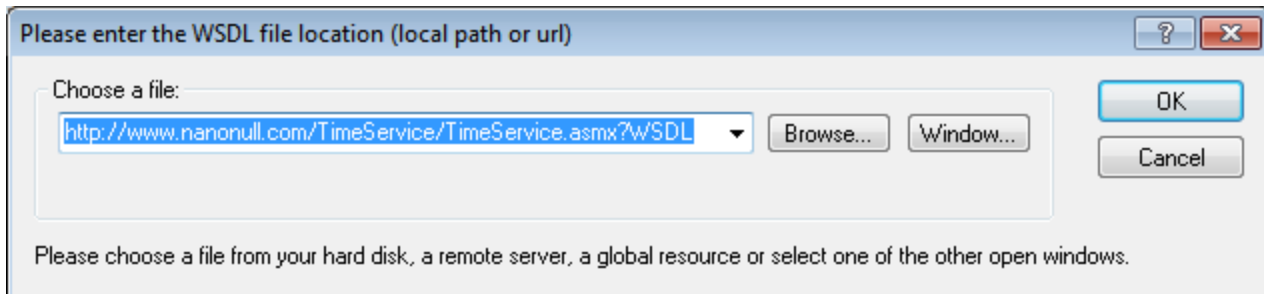 Please enter the WSDL file location (local path or url)
Choose a file:
http://www.nanonull.com/TimeService/TimeService.asmx?WSDL
Browse...
Window...
OK
Cancel
Please choose a file from your hard disk, a remote server, a global resource or select one of the other open windows.